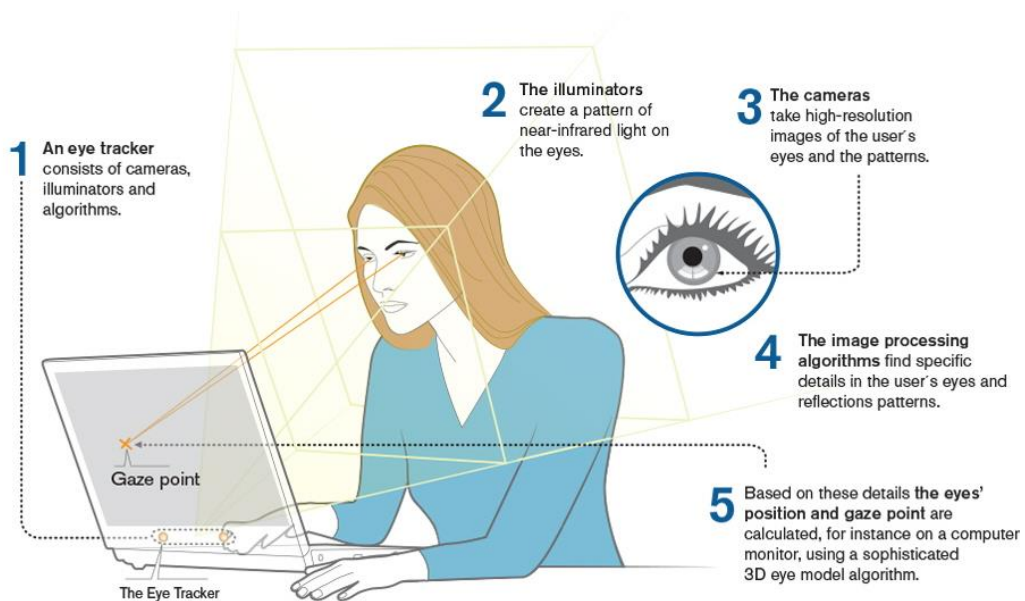 1
An eye tracker
consists of cameras,
illuminators and
algorithms.
2
The illuminators
create a pattern of
near-infrared light on
the eyes.
3
The cameras
take high-resolution
images of the user´s
eyes and the patterns.
4
The image processing
algorithms find specific
details in the user´s eyes and
reflections patterns.
5
Based on these details the eyes’
position and gaze point are
calculated, for instance on a computer
monitor, using a sophisticated
3D eye model algorithm.
Gaze point
The Eye Tracker